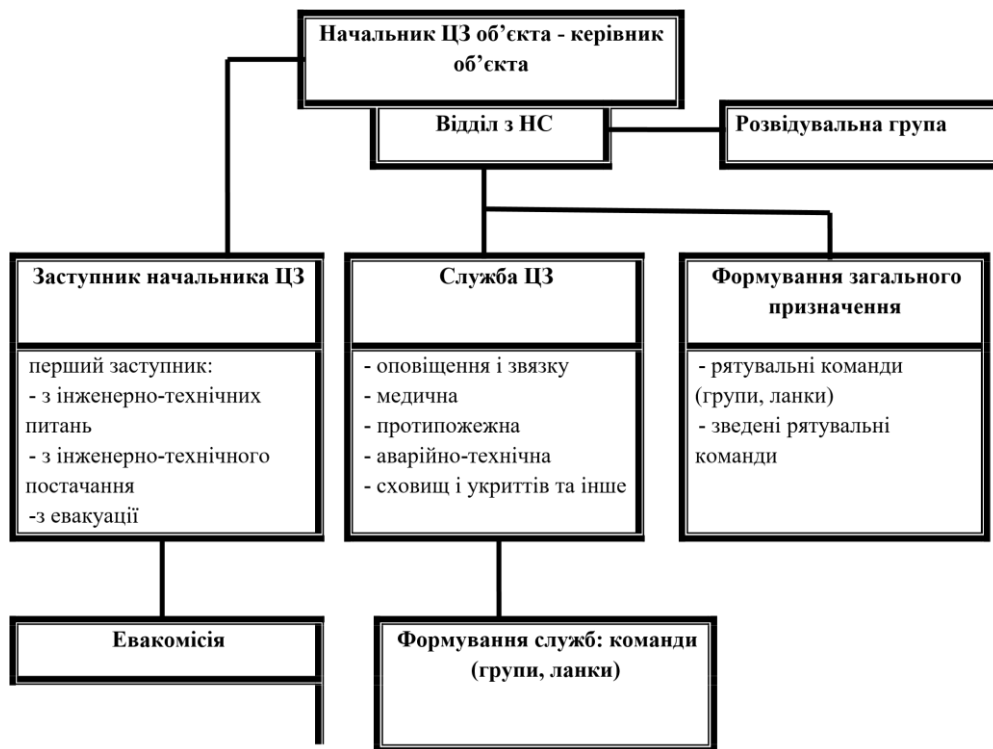 Начальник ЦЗ об’єкта - керівник
об’єкта
Відділ з НС
Розвідувальна група
Заступник начальника ЦЗ
перший заступник:
- з інженерно-технічних
питань
- з інженерно-технічного
постачання
-з евакуації
Служба ЦЗ
- оповіщення і звязку
- медична
- протипожежна
- аварійно-технічна
- сховищ і укриттів та інше
Формування загального
призначення
- рятувальні команди
(групи, ланки)
- зведені рятувальні
команди
Евакомісія
Формування служб: команди
(групи, ланки)